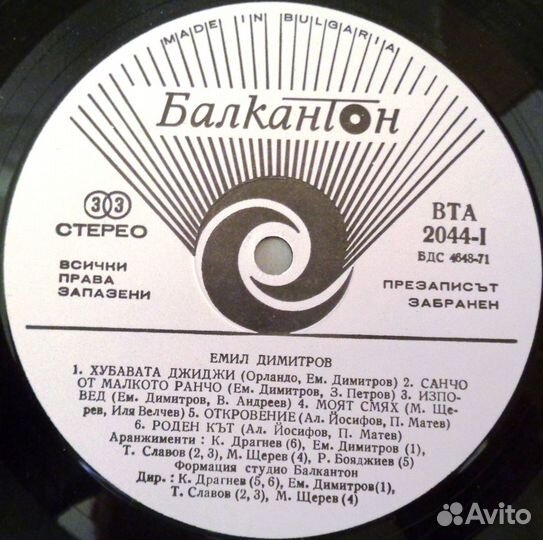 MADE IN BULGARIA
Балкантон
33
СТЕРЕО
ВТА
2044-I
БДС 4648-71
ВСИЧКИ
ПРАВА
ЗАПАЗЕНИ
ПРЕЗАПИСЪТ
ЗАБРАНЕН
ЕМИЛ ДИМИТРОВ
1. ХУБАВАТА ДЖИДЖИ (Орландо, Ем. Димитров) 2. САНЧО
ОТ МАЛКОТО РАНЧО (Ем. Димитров, З. Петров) 3. ИЗПО-
ВЕД (Ем. Димитров, В. Андреев) 4. МОЯТ СМЯХ (М. Ще-
рев, Иля Велчев) 5. ОТКРОВЕНИЕ (Ал. Йосифов, П. Матев)
6. РОДЕН КЪТ (Ал. Йосифов, П. Матев)
Аранжименти: К. Драгнев (6), Ем. Димитров (1),
Т. Славов (2, 3), М. Щерев (4), Р. Бояджиев (5)
Формация студио Балкантон
Дир.: К. Драгнев (5, 6), Ем. Димитров(1),
Т. Славов (2, 3), М. Щерев (4)
Avito